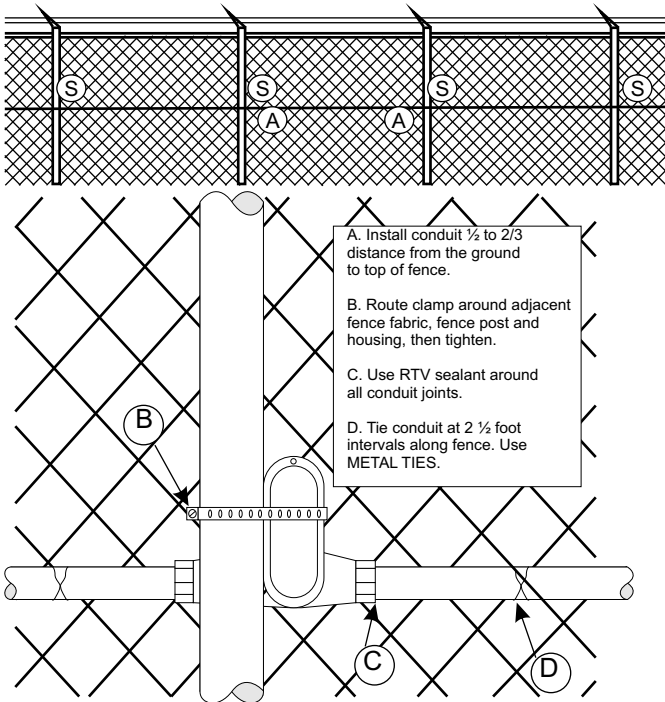 S
S
S
S
A
A
A. Install conduit ½ to 2/3
distance from the ground
to top of fence.
B. Route clamp around adjacent
fence fabric, fence post and
housing, then tighten.
C. Use RTV sealant around
all conduit joints.
D. Tie conduit at 2 ½ foot
intervals along fence. Use
METAL TIES.
B
C
D